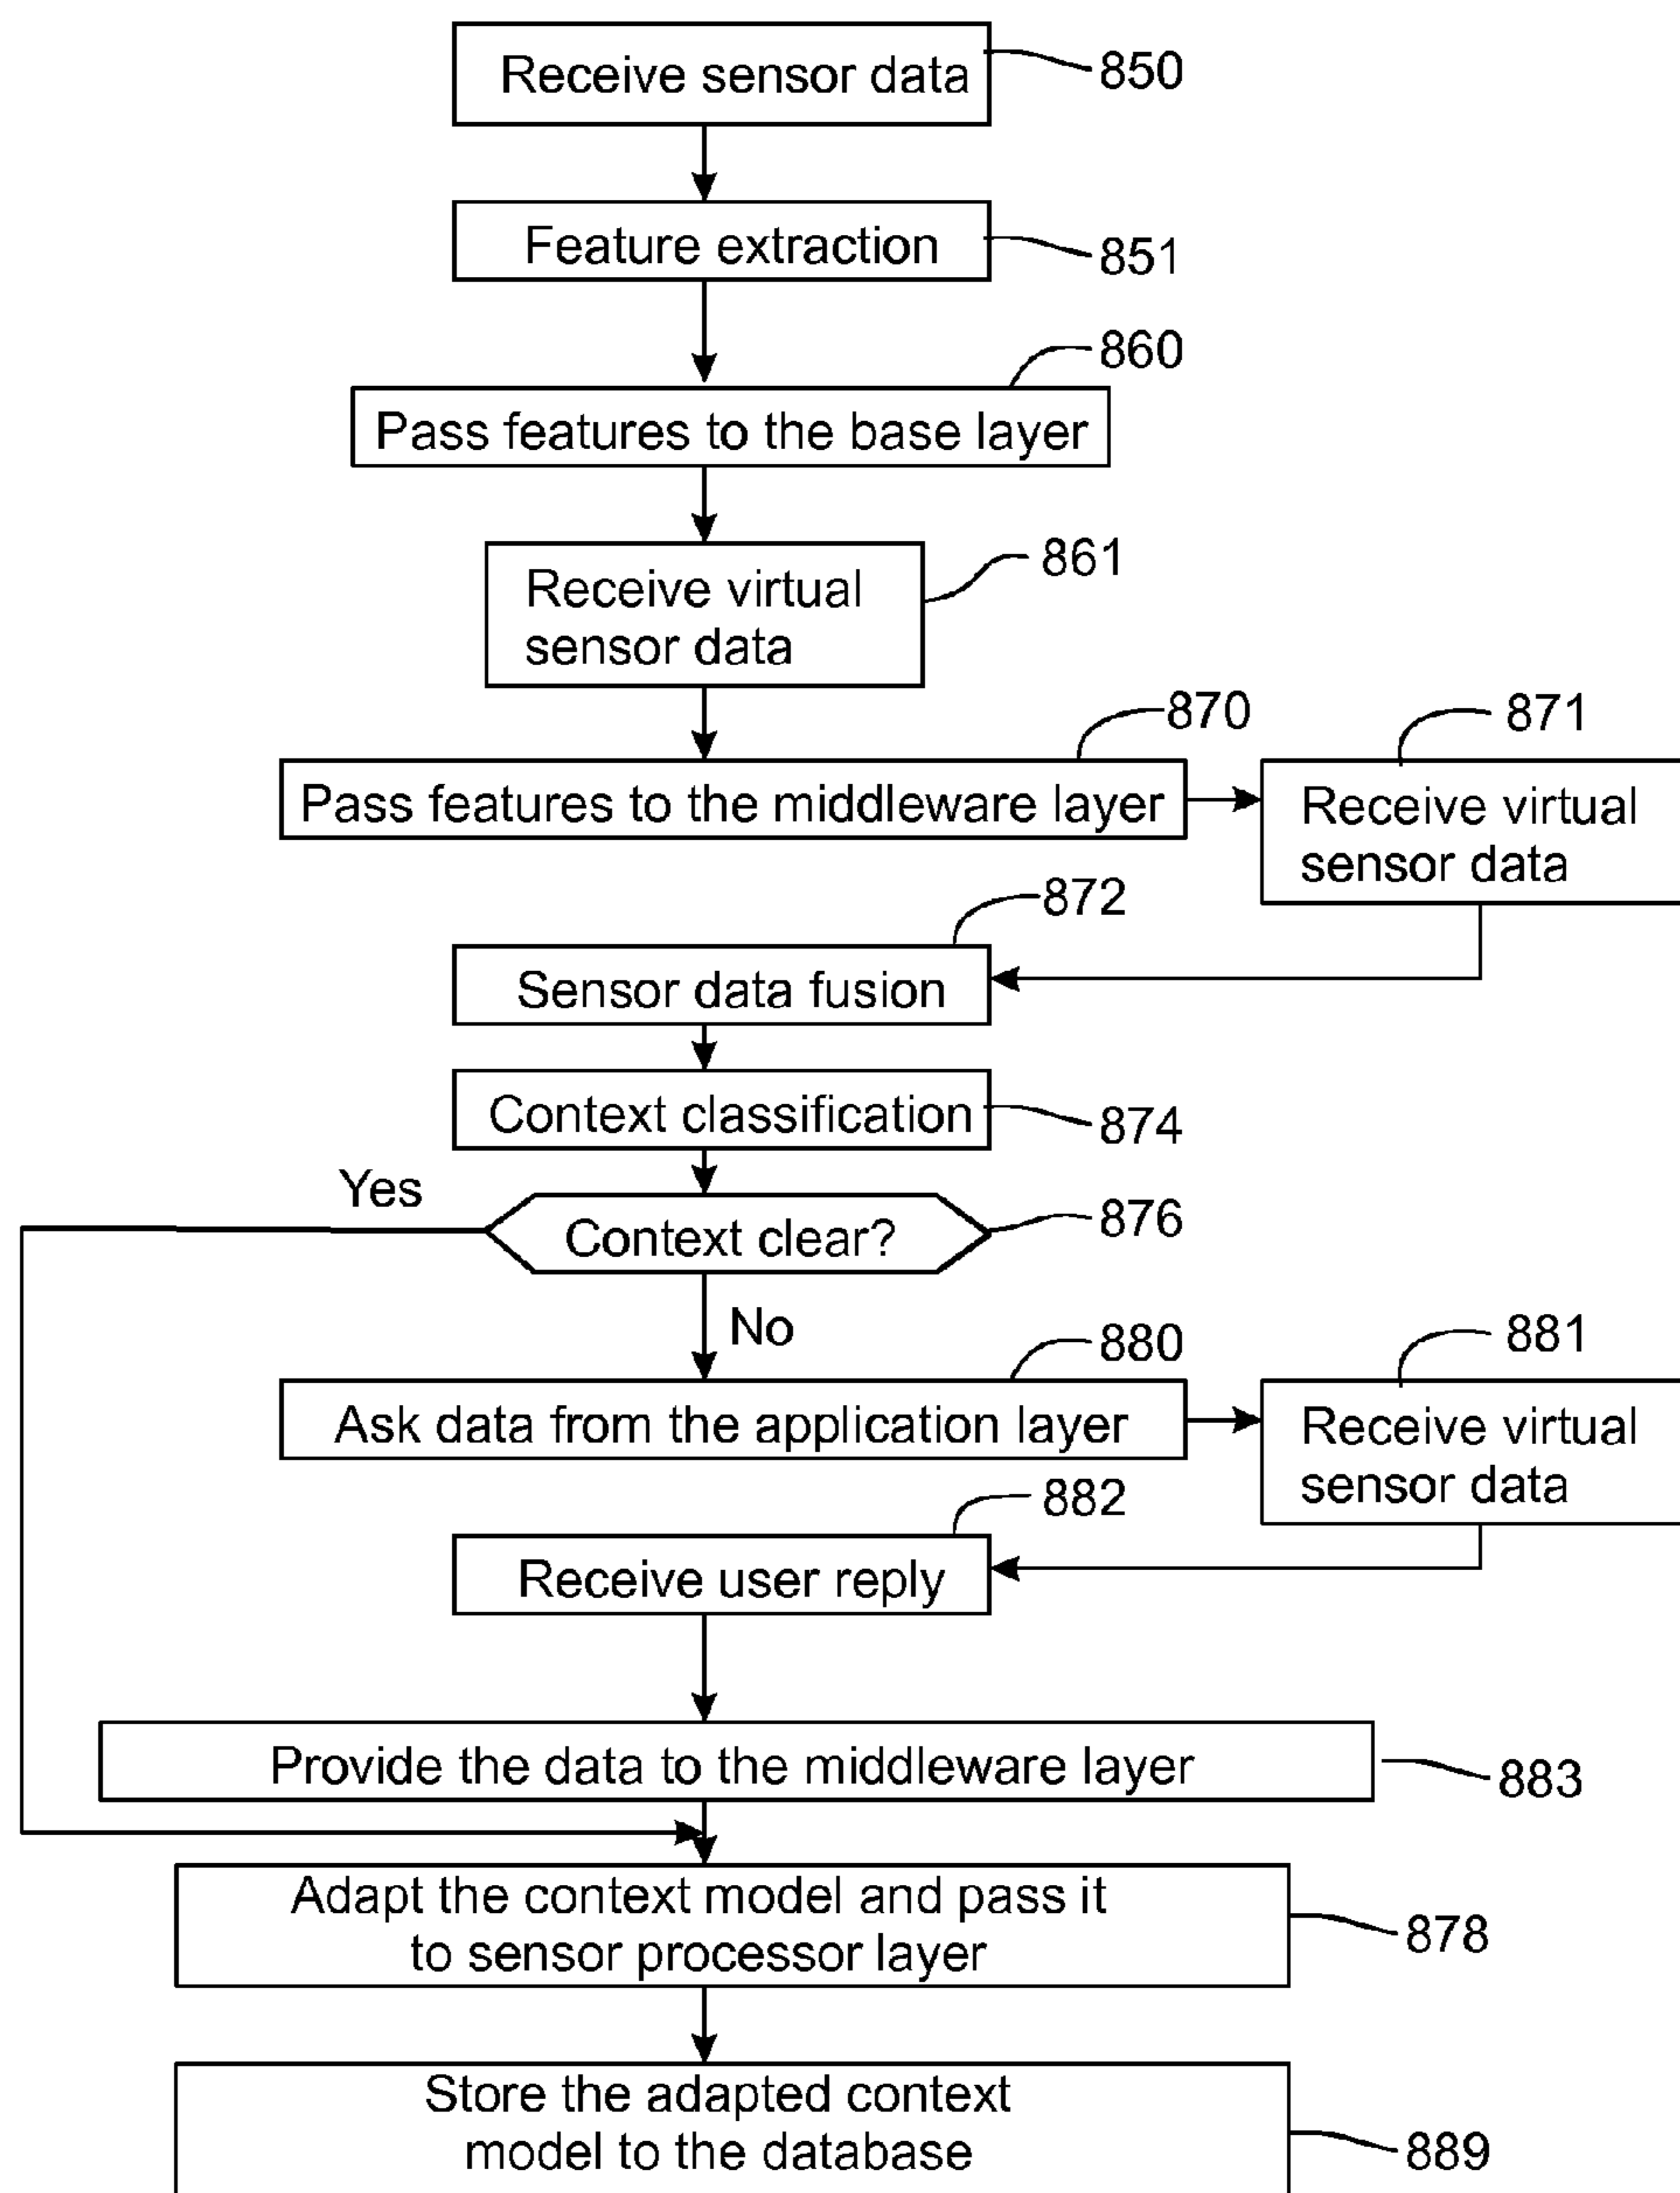 Receive sensor data
850
Feature extraction
851
860
Pass features to the base layer
861
Receive virtual
sensor data
870
871
Pass features to the middleware layer
Receive virtual
sensor data
872
Sensor data fusion
Context classification
874
Yes
Context clear?
876
No
880
881
Ask data from the application layer
Receive virtual
sensor data
882
Receive user reply
Provide the data to the middleware layer
883
Adapt the context model and pass it
to sensor processor layer
878
Store the adapted context
model to the database
889